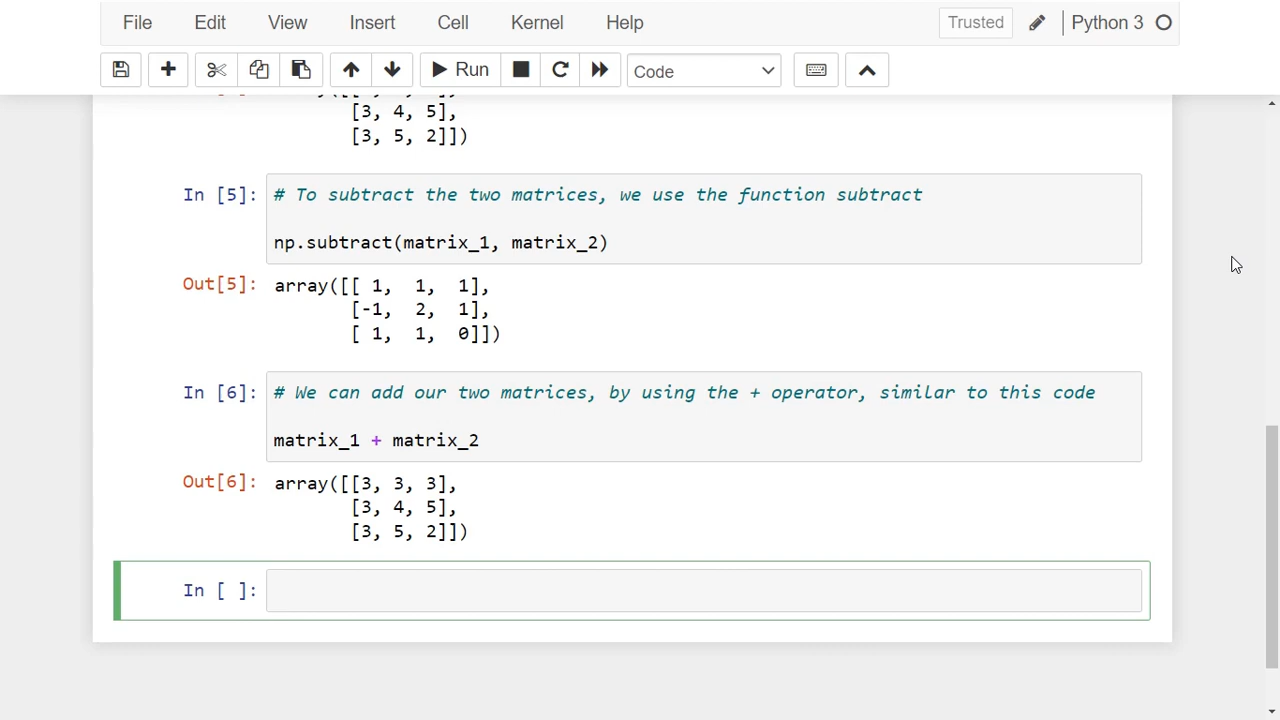 File Edit View Insert Cell Kernel Help Trusted Python 3
Run Code
[3, 4, 5],
[3, 5, 2]])
In [5]: # To subtract the two matrices, we use the function subtract
np.subtract(matrix_1, matrix_2)
Out[5]: array([[ 1, 1, 1],
[-1, 2, 1],
[ 1, 1, 0]])
In [6]: # We can add our two matrices, by using the + operator, similar to this code
matrix_1 + matrix_2
Out[6]: array([[3, 3, 3],
[3, 4, 5],
[3, 5, 2]])
In [ ]: